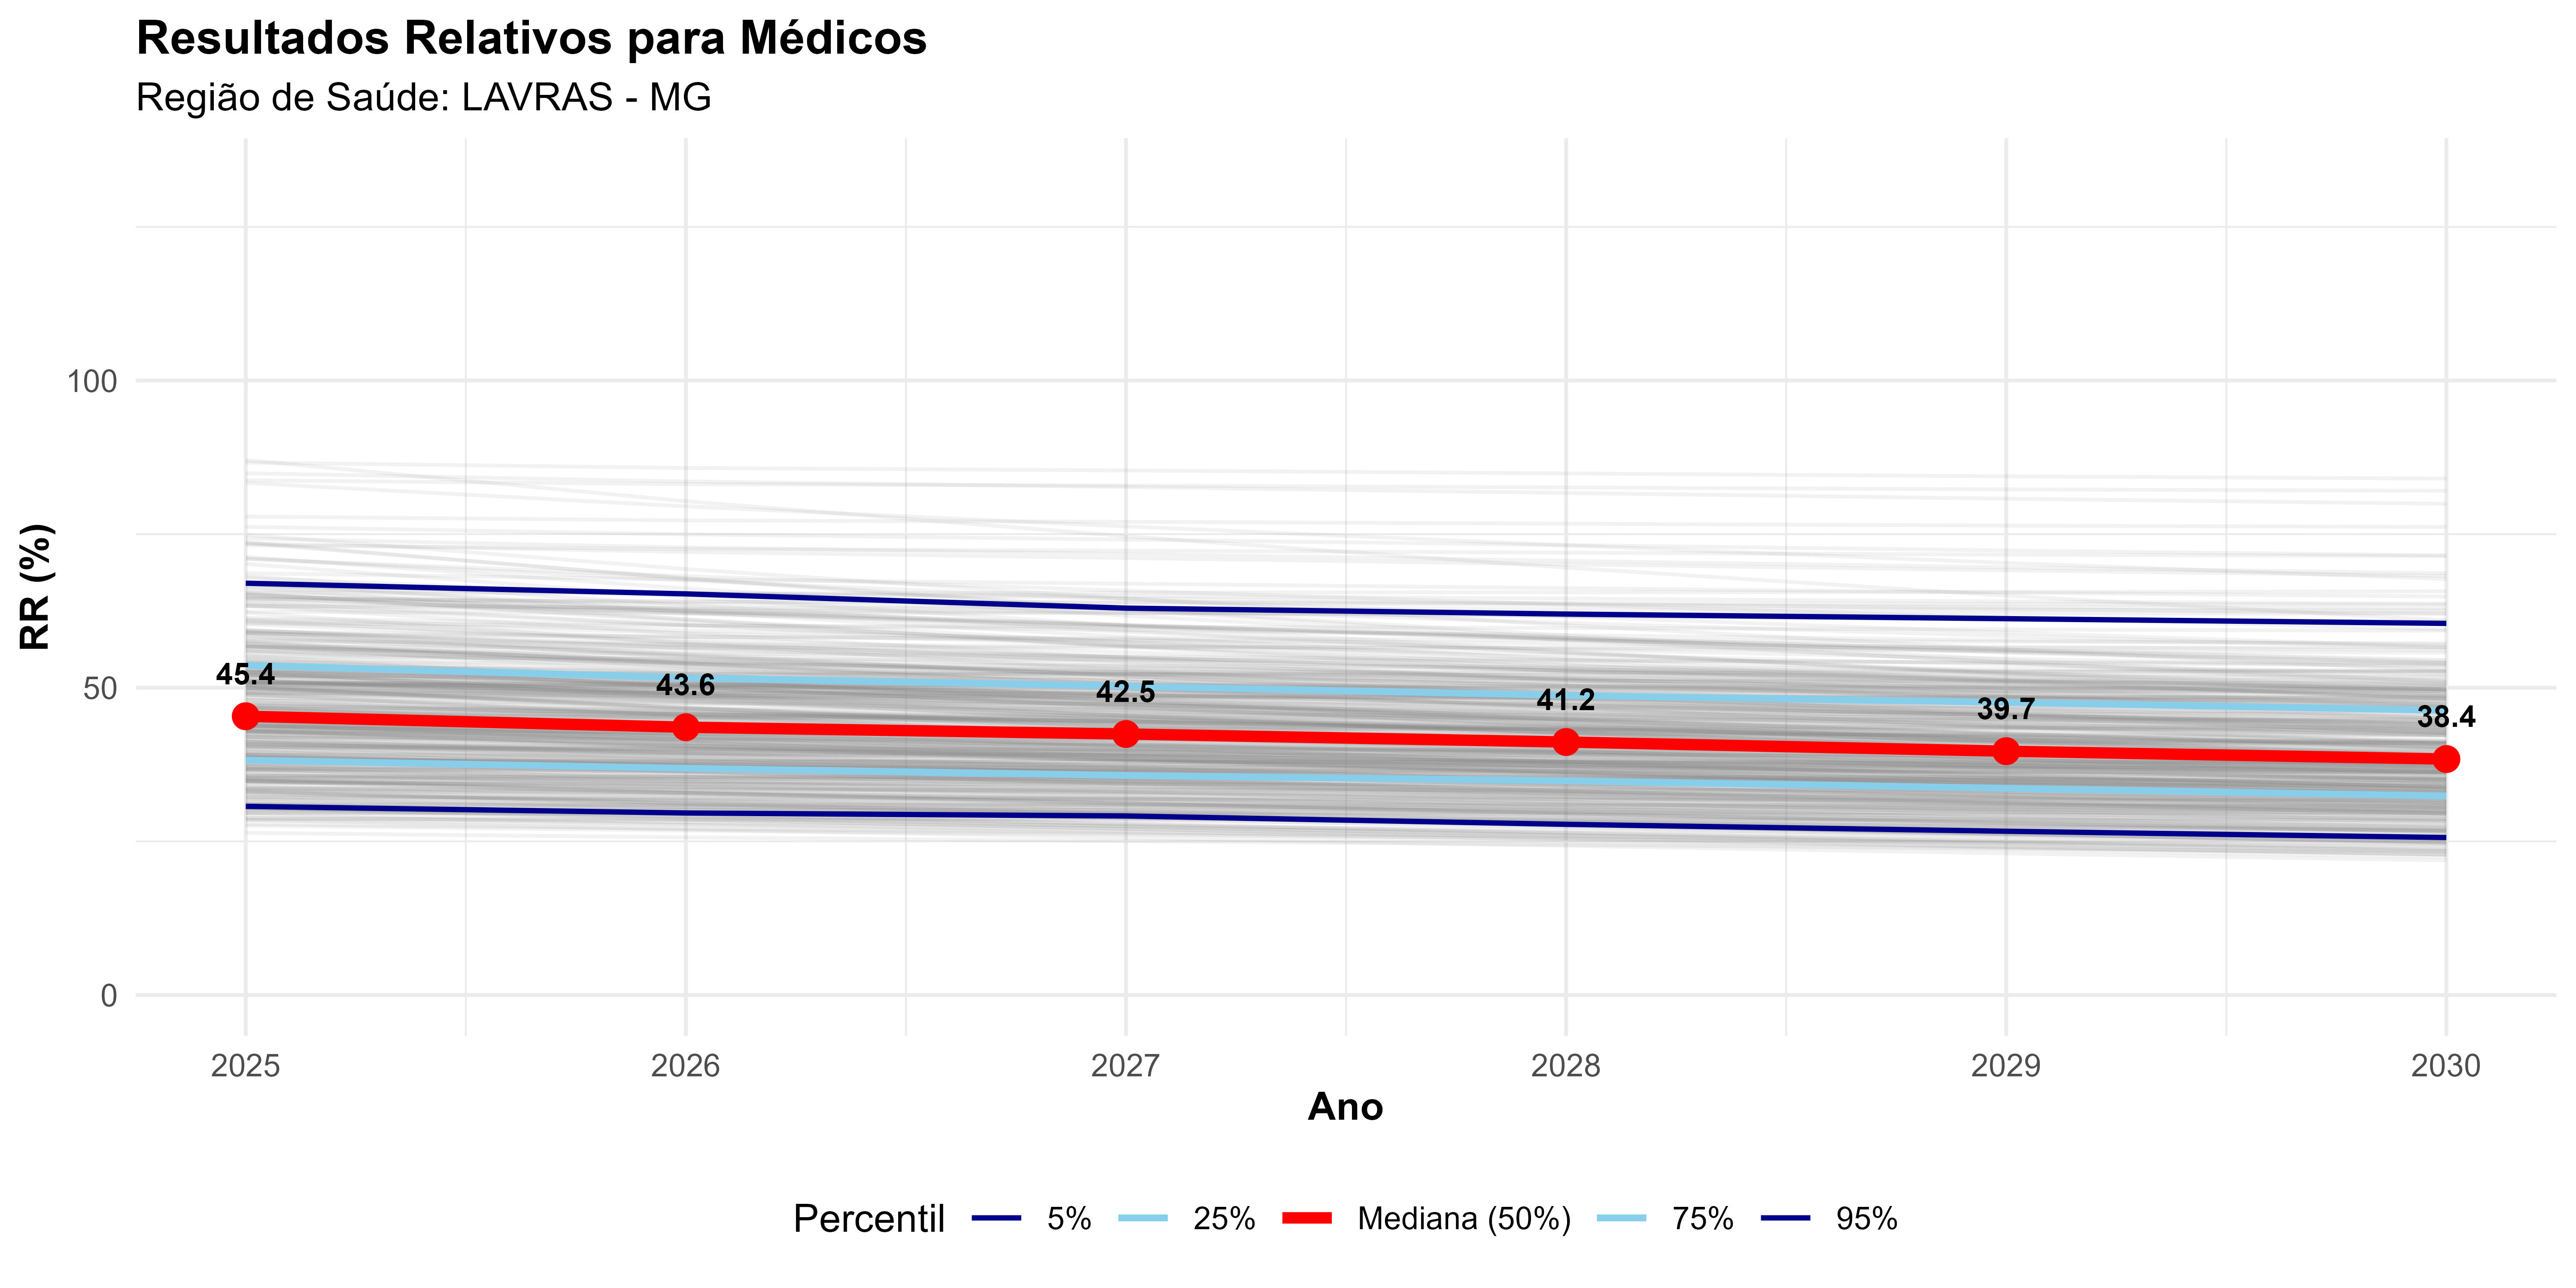 Resultados Relativos para Médicos
Região de Saúde: LAVRAS - MG
RR (%)
100
50
0
45.4
43.6
42.5
41.2
39.7
38.4
2025 2026 2027 2028 2029 2030
Ano
Percentil 5% 25% Mediana (50%) 75% 95%